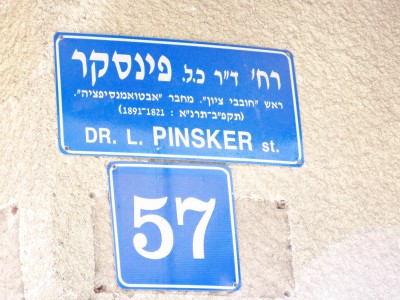 רח' ד"ר כ.ל. פינסקר
ראש "חובבי ציון". מחבר "אבטואמנסיפציה".
(תקפ"ב-תרנ"א : 1821-1891)
DR. L. PINSKER st.
57